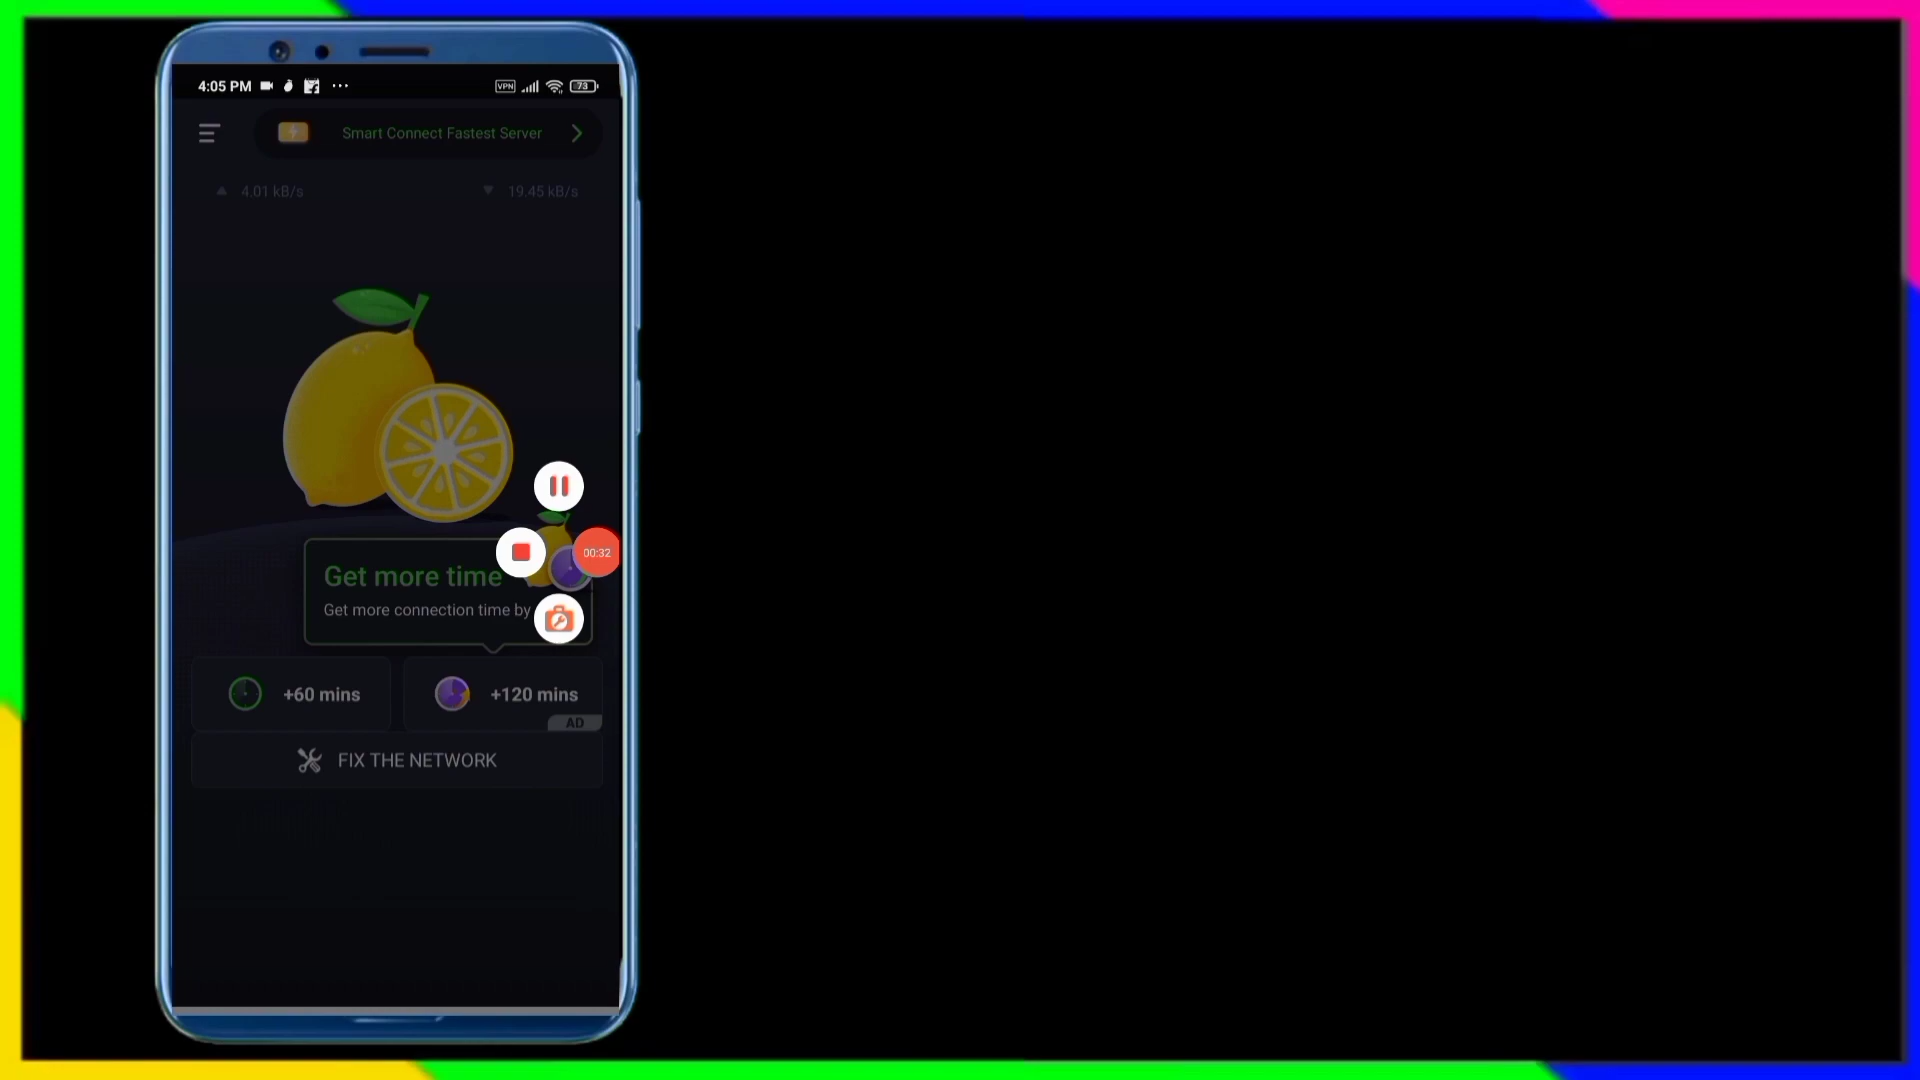 4:05 PM
VPN
73
Smart Connect Fastest Server
4.01 kB/s
19.45 kB/s
00:32
Get more time
Get more connection time by
+60 mins
+120 mins
AD
FIX THE NETWORK